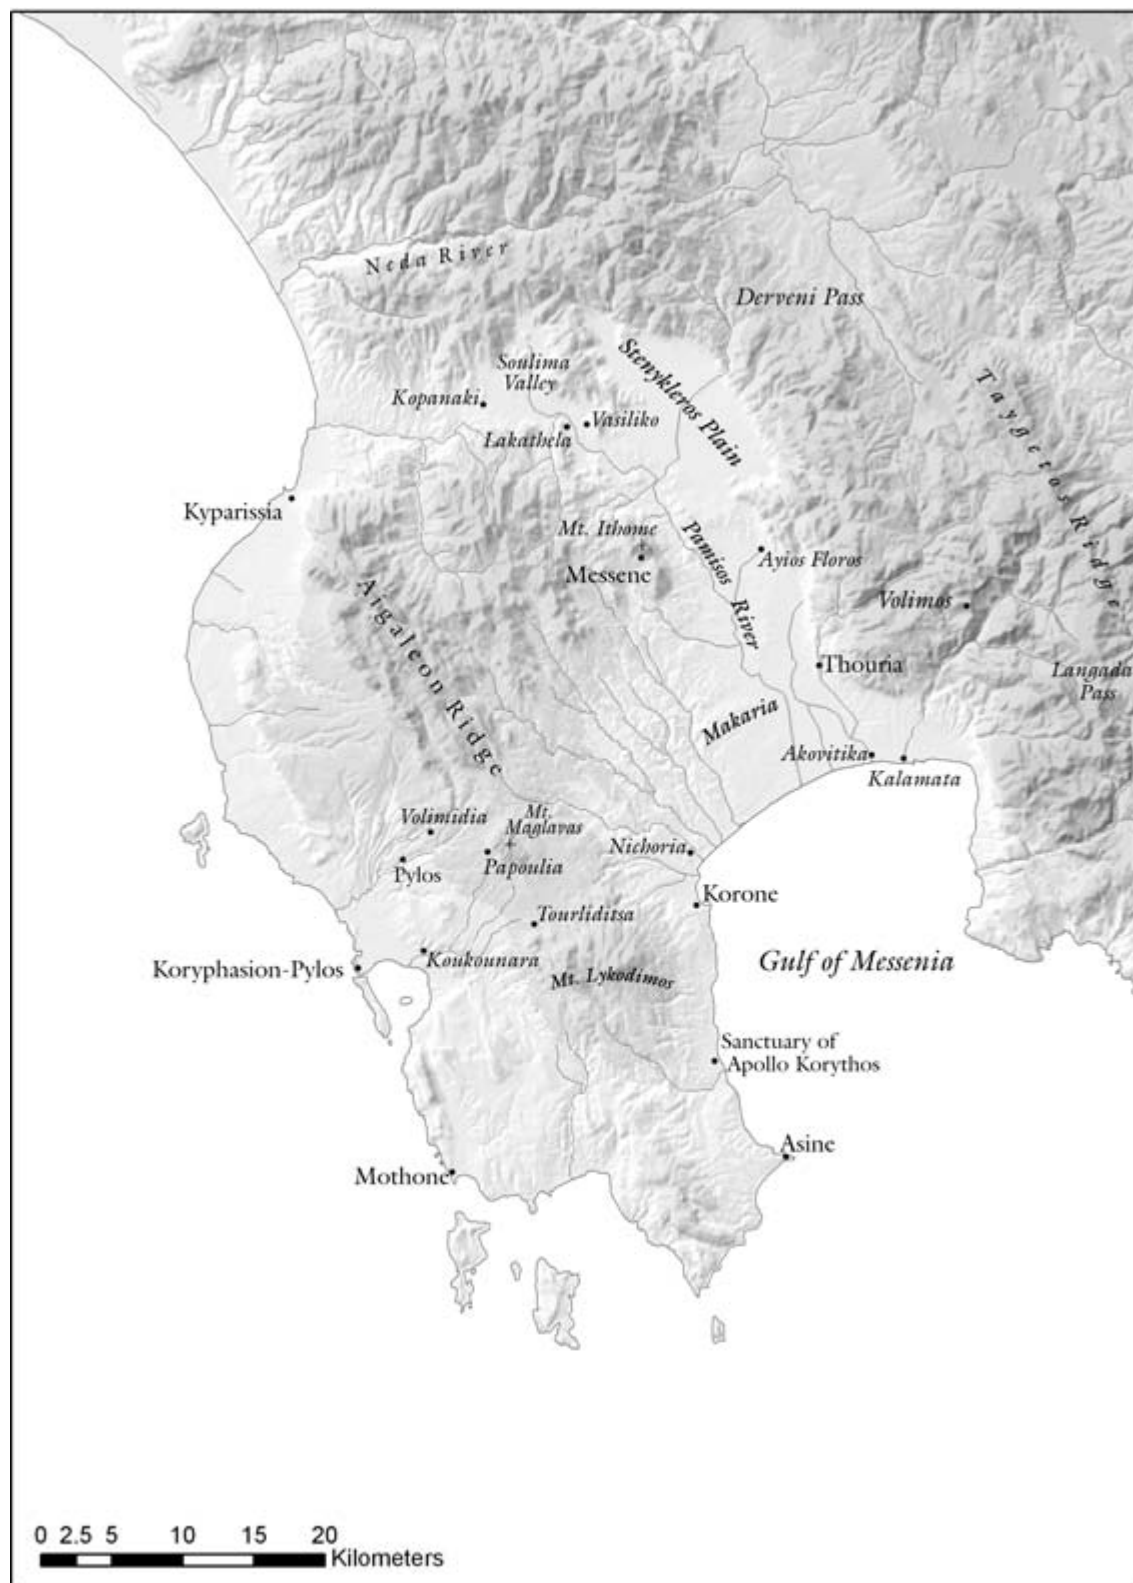 Neda River
Derveni Pass
Soulima
Valley
Stenykleros Plain
Taygetos Ridge
Kopanaki
Lakathela
Vasiliko
Kyparissia
Mt. Ithome
Messene
Pamisos River
Ayios Floros
Volimos
Aigaleon Ridge
Thouria
Langada
Pass
Makaria
Akovitika
Kalamata
Volimidia
Mt.
Maglavas
Nichoria
Pylos
Papoulia
Korone
Tourliditsa
Koryphasion-Pylos
Koukounara
Mt. Lykodimos
Gulf of Messenia
Sanctuary of
Apollo Korythos
Asine
Mothone
0 2.5 5 10 15 20
Kilometers